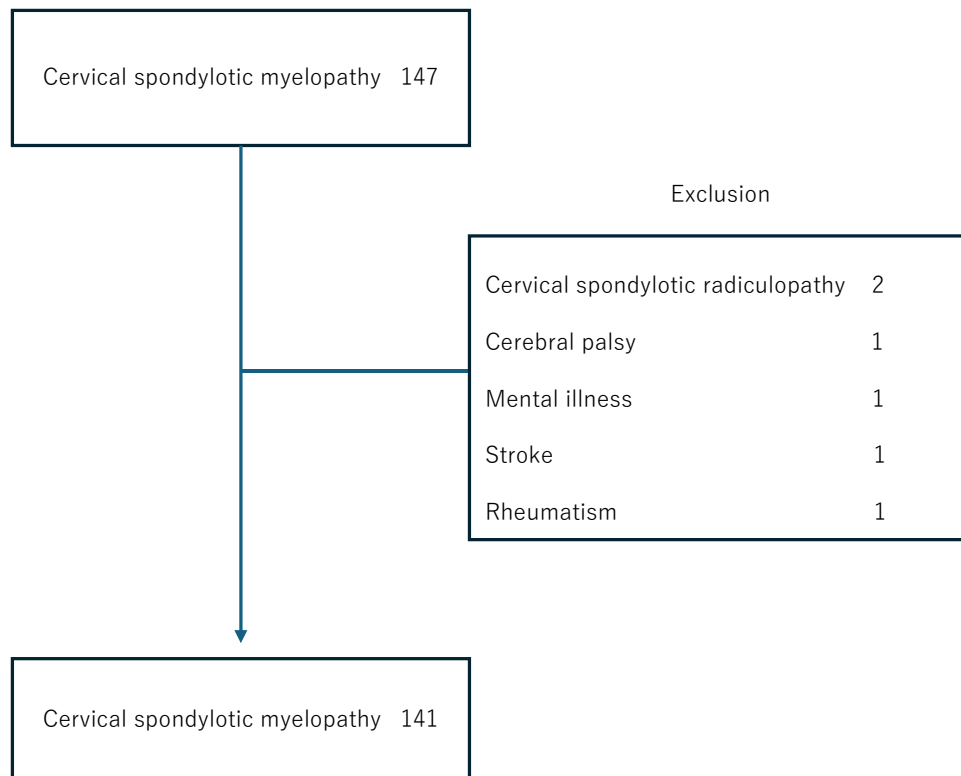 Cervical spondylotic myelopathy 147
Exclusion
Cervical spondylotic radiculopathy 2
Cerebral palsy 1
Mental illness 1
Stroke 1
Rheumatism 1
Cervical spondylotic myelopathy 141